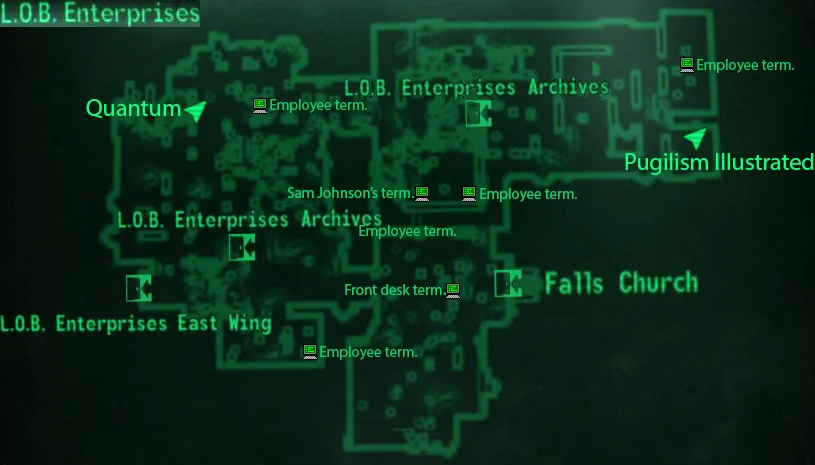 L.O.B. Enterprises
Employee term.
L.O.B. Enterprises Archives
Quantum
Employee term.
Pugilism Illustrated
Sam Johnson's term.
Employee term.
L.O.B. Enterprises Archives
Employee term.
Front desk term.
Falls Church
L.O.B. Enterprises East Wing
Employee term.